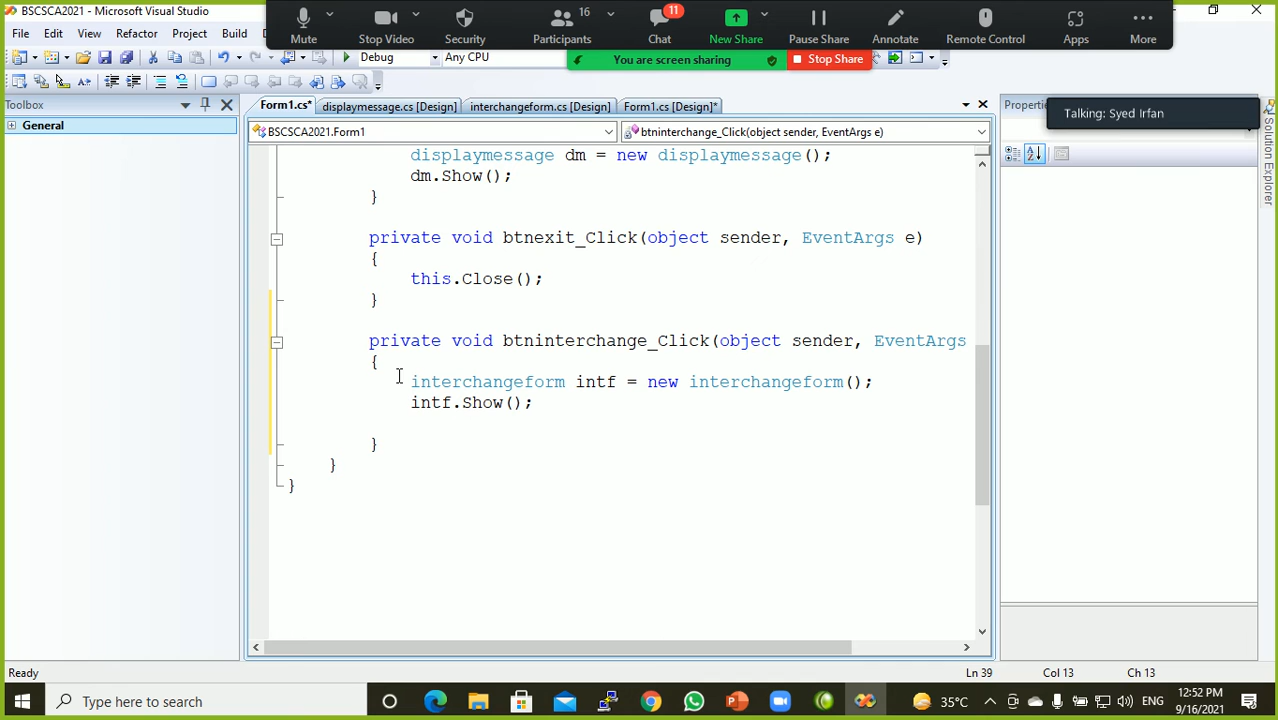 BSCSCA2021 - Microsoft Visual Studio
Mute
Stop Video
Security
16
Participants
11
Chat
New Share
Pause Share
Annotate
Remote Control
Apps
More
You are screen sharing
Stop Share
File Edit View Refactor Project Build
Debug Any CPU
Talking: Syed Irfan
Toolbox
General
Form1.cs* displaymessage.cs [Design] interchangeform.cs [Design] Form1.cs [Design]*
BSCSCA2021.Form1
btninterchange_Click(object sender, EventArgs e)
Solution Explorer
displaymessage dm = new displaymessage();
dm.Show();
}
private void btnexit_Click(object sender, EventArgs e)
{
this.Close();
}
private void btninterchange_Click(object sender, EventArgs
{
interchangeform intf = new interchangeform();
intf.Show();
}
}
}
Ready
Ln 39 Col 13 Ch 13
Type here to search
35°C
ENG
12:52 PM
9/16/2021